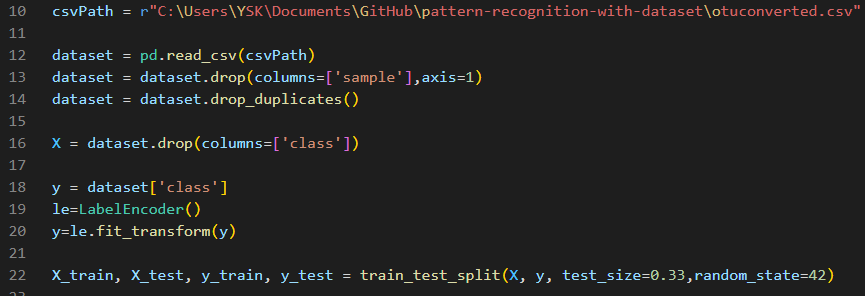 10 csvPath = r"C:\Users\YSK\Documents\GitHub\pattern-recognition-with-dataset\otuconverted.csv"
11
12 dataset = pd.read_csv(csvPath)
13 dataset = dataset.drop(columns=['sample'],axis=1)
14 dataset = dataset.drop_duplicates()
15
16 X = dataset.drop(columns=['class'])
17
18 y = dataset['class']
19 le=LabelEncoder()
20 y=le.fit_transform(y)
21
22 X_train, X_test, y_train, y_test = train_test_split(X, y, test_size=0.33,random_state=42)
23